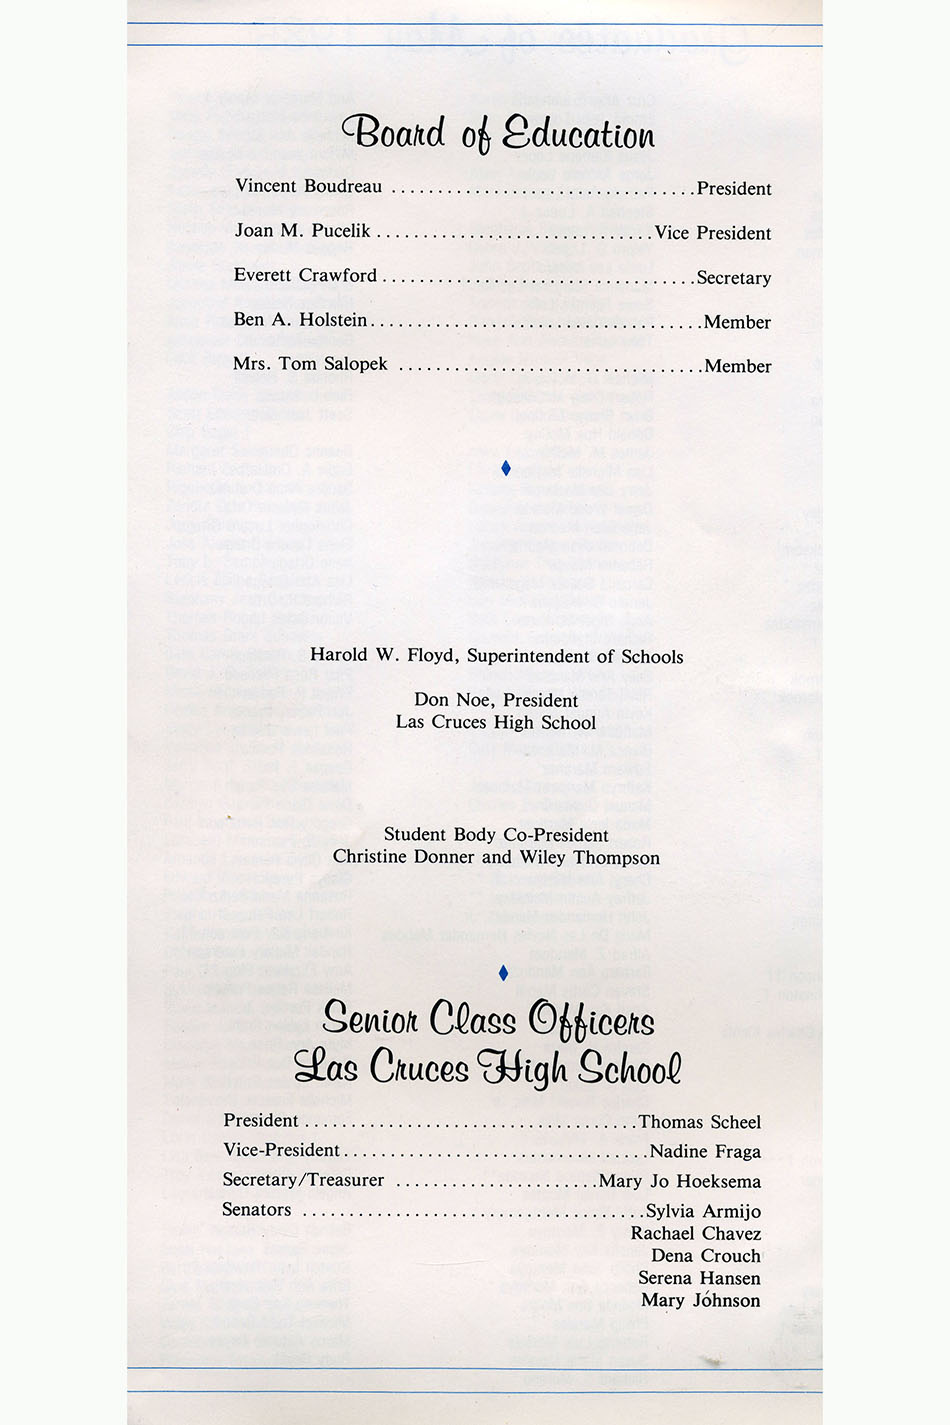 Board of Education
Vincent Boudreau ................................President
Joan M. Pucelik ..............................Vice President
Everett Crawford ..................................Secretary
Ben A. Holstein....................................Member
Mrs. Tom Salopek .................................Member
Harold W. Floyd, Superintendent of Schools
Don Noe, President
Las Cruces High School
Student Body Co-President
Christine Donner and Wiley Thompson
Senior Class Officers
Las Cruces High School
President ....................................Thomas Scheel
Vice-President.................................Nadine Fraga
Secretary/Treasurer ......................Mary Jo Hoeksema
Senators .....................................Sylvia Armijo
Rachael Chavez
Dena Crouch
Serena Hansen
Mary Johnson